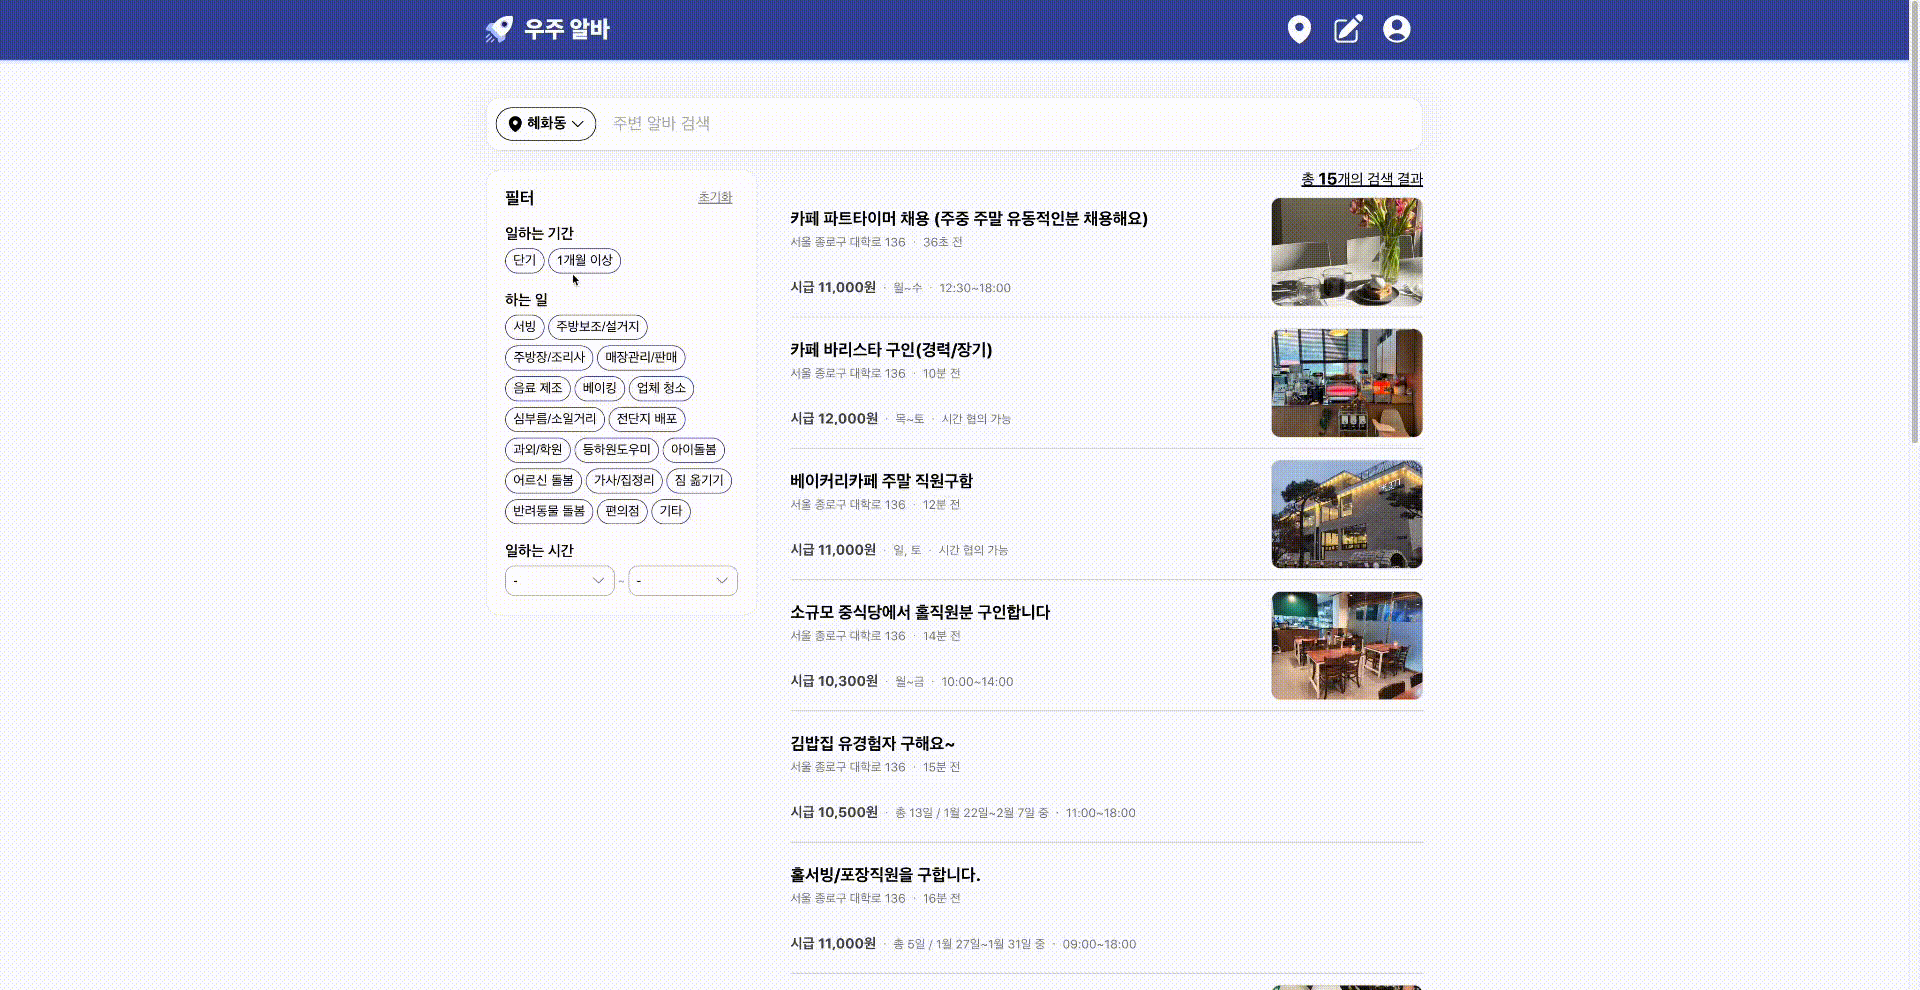 우주 알바
혜화동
주변 알바 검색
필터
초기화
일하는 기간
단기
1개월 이상
하는 일
서빙
주방보조/설거지
주방장/조리사
매장관리/판매
음료 제조
베이킹
업체 청소
심부름/소일거리
전단지 배포
과외/학원
등하원도우미
아이돌봄
어르신 돌봄
가사/집정리
짐 옮기기
반려동물 돌봄
편의점
기타
일하는 시간
- ~ -
총 15개의 검색 결과
카페 파트타이머 채용 (주중 주말 유동적인분 채용해요)
서울 종로구 대학로 136 · 36초 전
시급 11,000원 · 월~수 · 12:30~18:00
카페 바리스타 구인(경력/장기)
서울 종로구 대학로 136 · 10분 전
시급 12,000원 · 목~토 · 시간 협의 가능
베이커리카페 주말 직원구함
서울 종로구 대학로 136 · 12분 전
시급 11,000원 · 일, 토 · 시간 협의 가능
소규모 중식당에서 홀직원분 구인합니다
서울 종로구 대학로 136 · 14분 전
시급 10,300원 · 월~금 · 10:00~14:00
김밥집 유경험자 구해요~
서울 종로구 대학로 136 · 15분 전
시급 10,500원 · 총 13일 / 1월 22일~2월 7일 중 · 11:00~18:00
홀서빙/포장직원을 구합니다.
서울 종로구 대학로 136 · 16분 전
시급 11,000원 · 총 5일 / 1월 27일~1월 31일 중 · 09:00~18:00